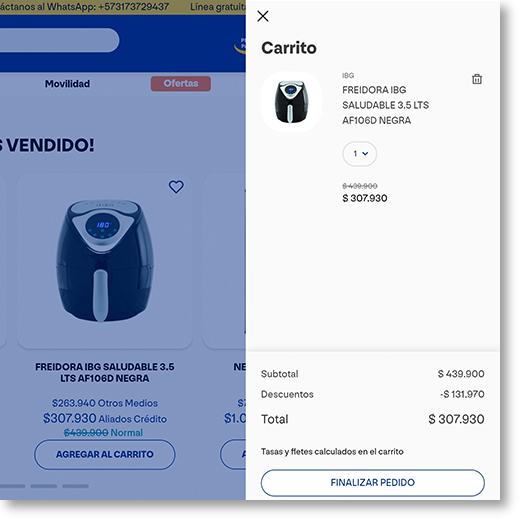 áctanos al WhatsApp: +573173729437 Línea gratuita
Movilidad
Ofertas
VENDIDO!
FREIDORA IBG SALUDABLE 3.5
LTS AF106D NEGRA
$263.940 Otros Medios
$307.930 Aliados Crédito
$439.900 Normal
AGREGAR AL CARRITO
NE
Carrito
IBG
FREIDORA IBG
SALUDABLE 3.5 LTS
AF106D NEGRA
1
$ 439.900
$ 307.930
Subtotal $ 439.900
Descuentos -$ 131.970
Total $ 307.930
Tasas y fletes calculados en el carrito
FINALIZAR PEDIDO